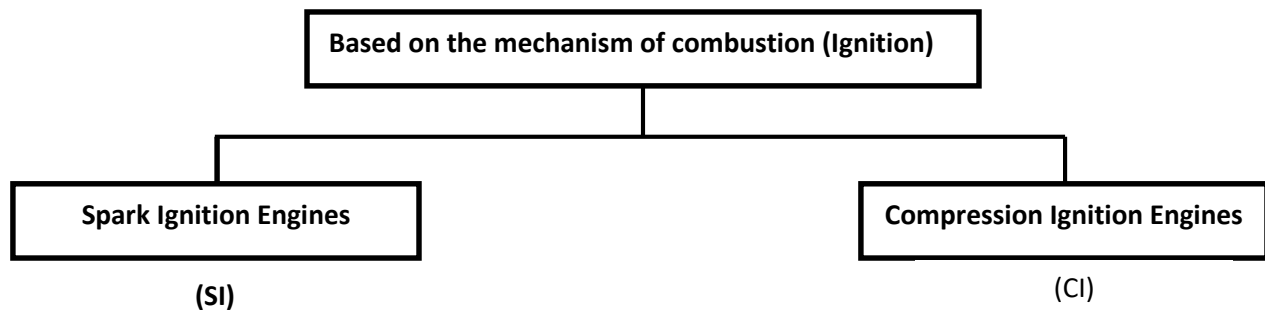 Based on the mechanism of combustion (Ignition)
Spark Ignition Engines
Compression Ignition Engines
(SI)
(CI)